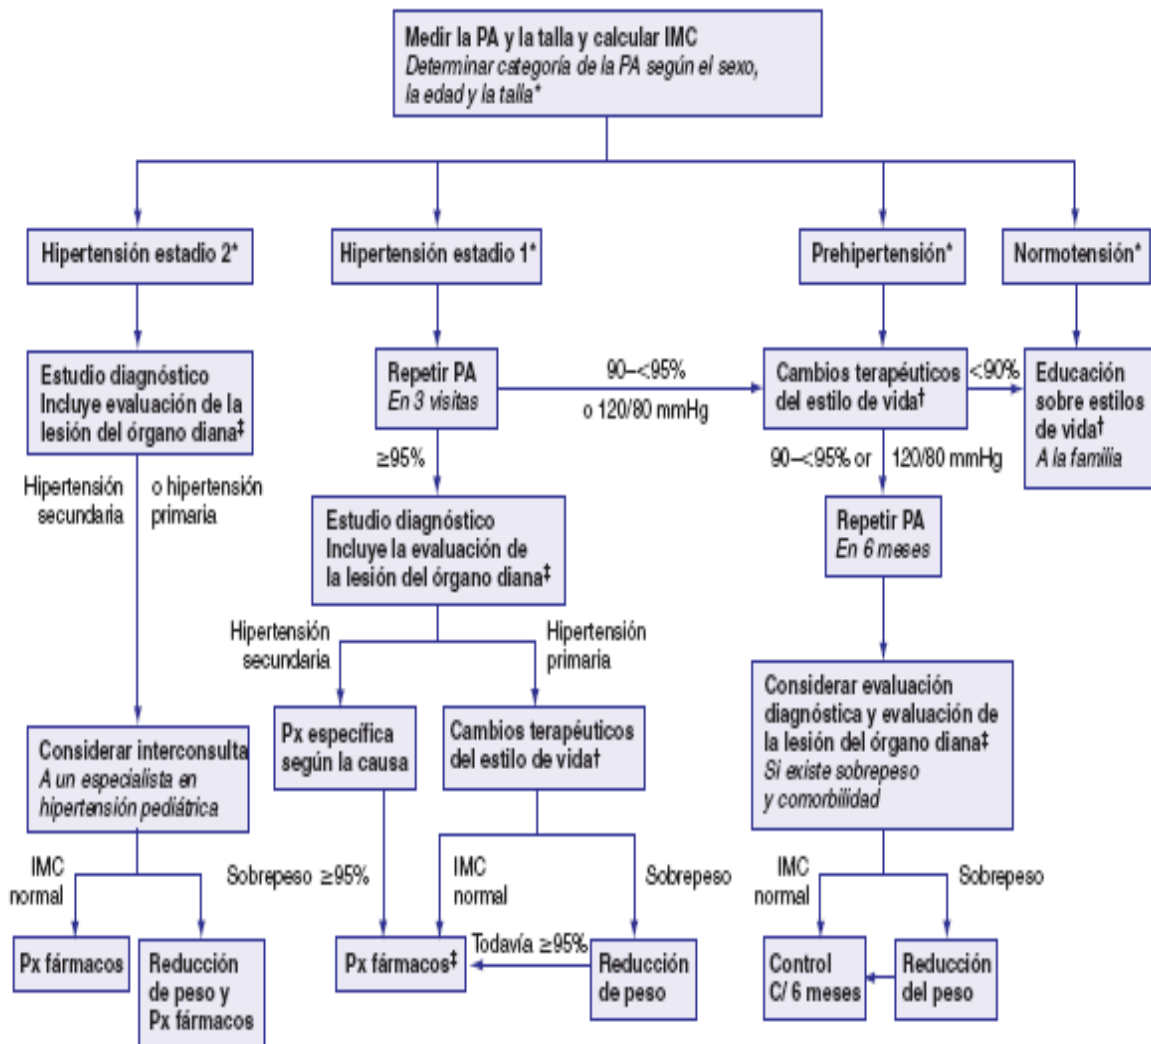 Medir la PA y la talla y calcular IMC
Determinar categoría de la PA según el sexo,
la edad y la talla*
Hipertensión estadio 2*
Hipertensión estadio 1*
Prehipertensión*
Normotensión*
Estudio diagnóstico
Incluye evaluación de la
lesión del órgano diana‡
Repetir PA
En 3 visitas
90–<95%
o 120/80 mmHg
Cambios terapéuticos
del estilo de vida†
<90%
Educación
sobre estilos
de vida†
A la familia
Hipertensión
secundaria
o hipertensión
primaria
≥95%
90–<95% or
120/80 mmHg
Estudio diagnóstico
Incluye la evaluación de
la lesión del órgano diana‡
Repetir PA
En 6 meses
Hipertensión
secundaria
Hipertensión
primaria
Considerar interconsulta
A un especialista en
hipertensión pediátrica
Px específica
según la causa
Cambios terapéuticos
del estilo de vida†
Considerar evaluación
diagnóstica y evaluación de
la lesión del órgano diana‡
Si existe sobrepeso
y comorbilidad
IMC
normal
Sobrepeso ≥95%
IMC
normal
Sobrepeso
IMC
normal
Sobrepeso
Px fármacos
Reducción
de peso y
Px fármacos
Px fármacos‡
Todavía ≥95%
Reducción
de peso
Control
C/ 6 meses
Reducción
del peso